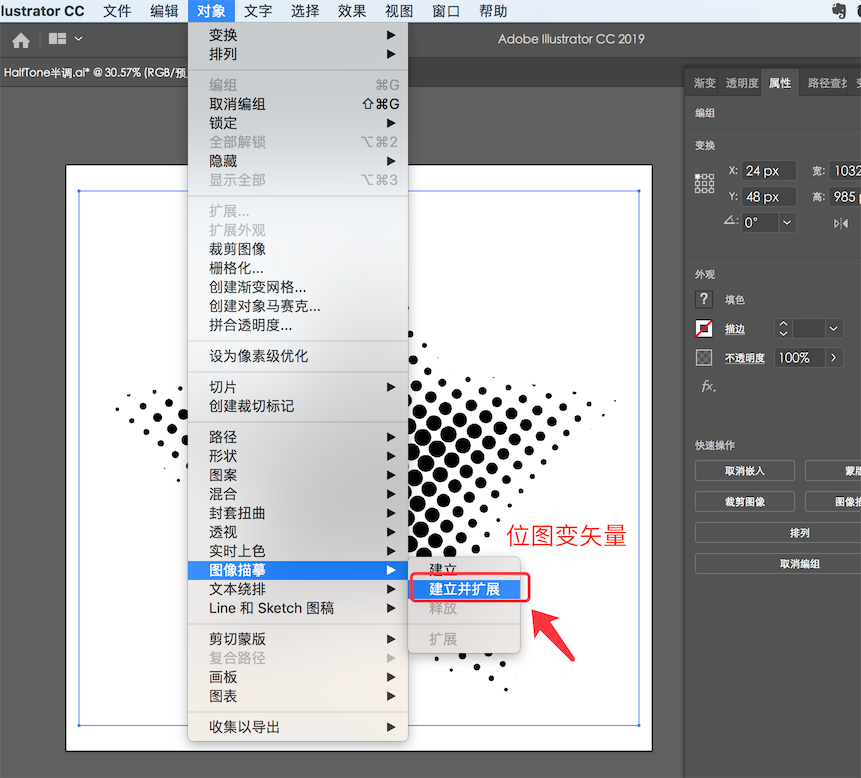 lustrator CC 文件 编辑 对象 文字 选择 效果 视图 窗口 帮助
Adobe Illustrator CC 2019
HalfTone半调.ai* @ 30.57% (RGB/预
变换
排列
编组 ⌘G
取消编组 ⇧⌘G
锁定
全部解锁 ⌥⌘2
隐藏
显示全部 ⌥⌘3
扩展...
扩展外观
裁剪图像
栅格化...
创建渐变网格...
创建对象马赛克...
拼合透明度...
设为像素级优化
切片
创建裁切标记
路径
形状
图案
混合
封套扭曲
透视
实时上色
图像描摹
文本绕排
Line 和 Sketch 图稿
剪切蒙版
复合路径
画板
图表
收集以导出
建立
建立并扩展
释放
扩展
位图变矢量
渐变 透明度 属性 路径查找
编组
变换
X: 24 px 宽: 1032
Y: 48 px 高: 985 p
0°
外观
? 填色
描边
不透明度 100%
fx.
快速操作
取消嵌入 蒙版
裁剪图像 图像描
排列
取消编组